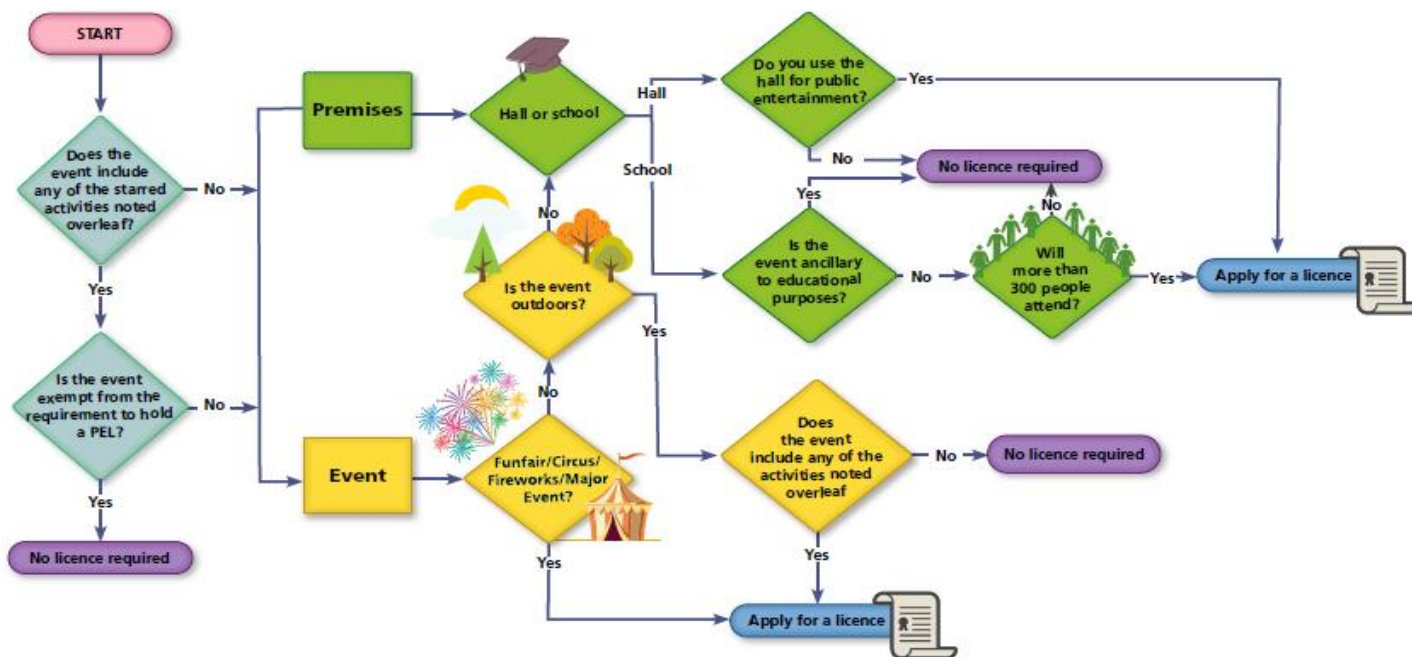 START
Does the
event include
any of the starred
activities noted
overleaf?
No
Yes
Is the event
exempt from the
requirement to hold
a PEL?
No
Yes
No licence required
Premises
Hall or school
Hall
School
Do you use the
hall for public
entertainment?
Yes
No
No licence required
Yes
No
Is the
event ancillary
to educational
purposes?
No
Will
more than
300 people
attend?
Yes
Apply for a licence
No
Is the event
outdoors?
Yes
No
Event
Funfair/Circus/
Fireworks/Major
Event?
Yes
Does
the event
include any of the
activities noted
overleaf
No
No licence required
Yes
Apply for a licence